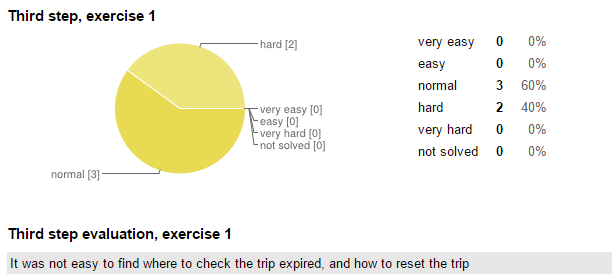 Third step, exercise 1
hard [2]
very easy [0]
easy [0]
very hard [0]
not solved [0]
normal [3]
very easy 0 0%
easy 0 0%
normal 3 60%
hard 2 40%
very hard 0 0%
not solved 0 0%
Third step evaluation, exercise 1
It was not easy to find where to check the trip expired, and how to reset the trip